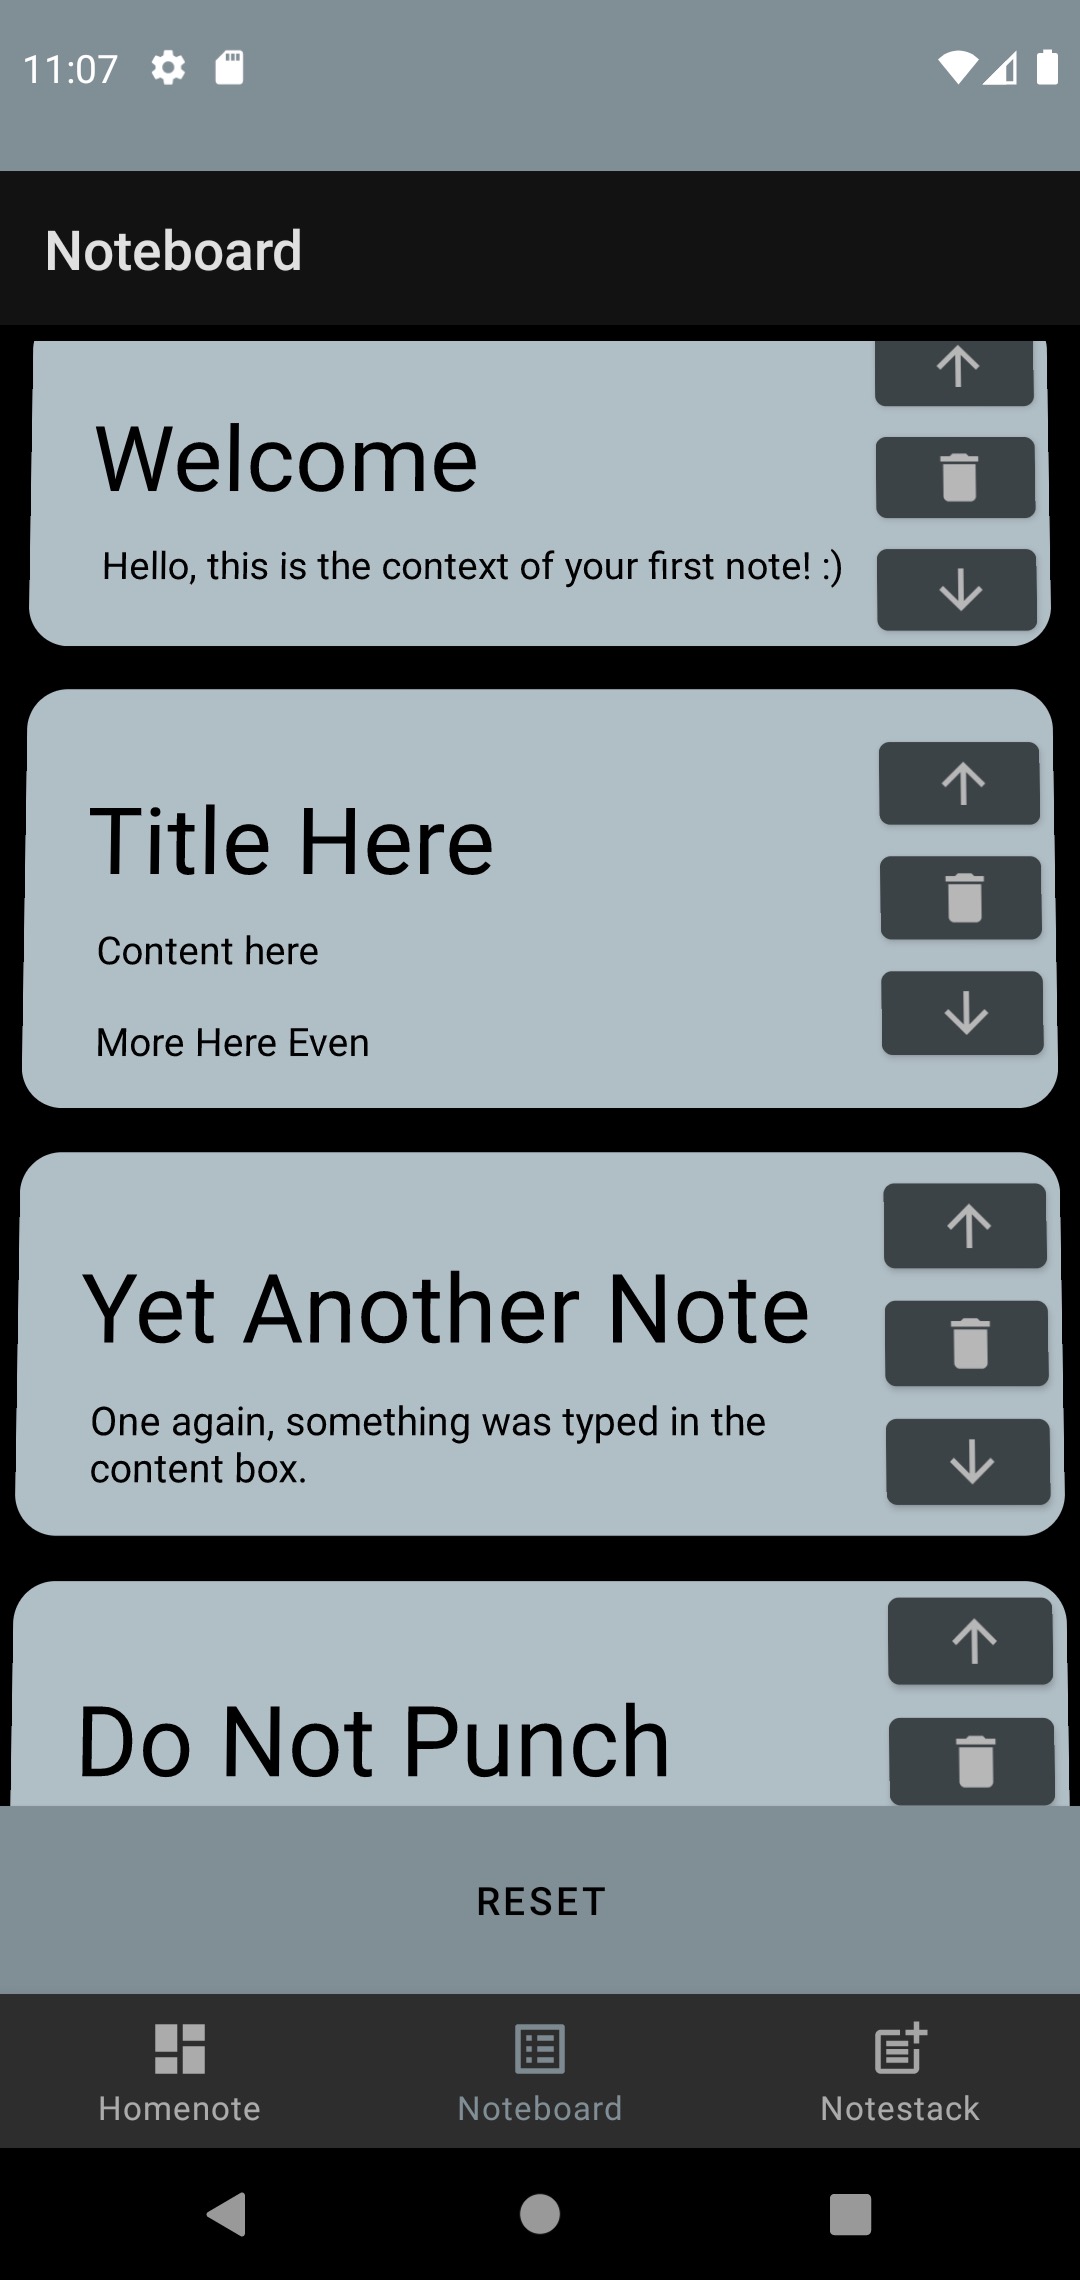 11:07
Noteboard
Welcome
Hello, this is the context of your first note! :)
Title Here
Content here
More Here Even
Yet Another Note
One again, something was typed in the
content box.
Do Not Punch
RESET
Homenote
Noteboard
Notestack